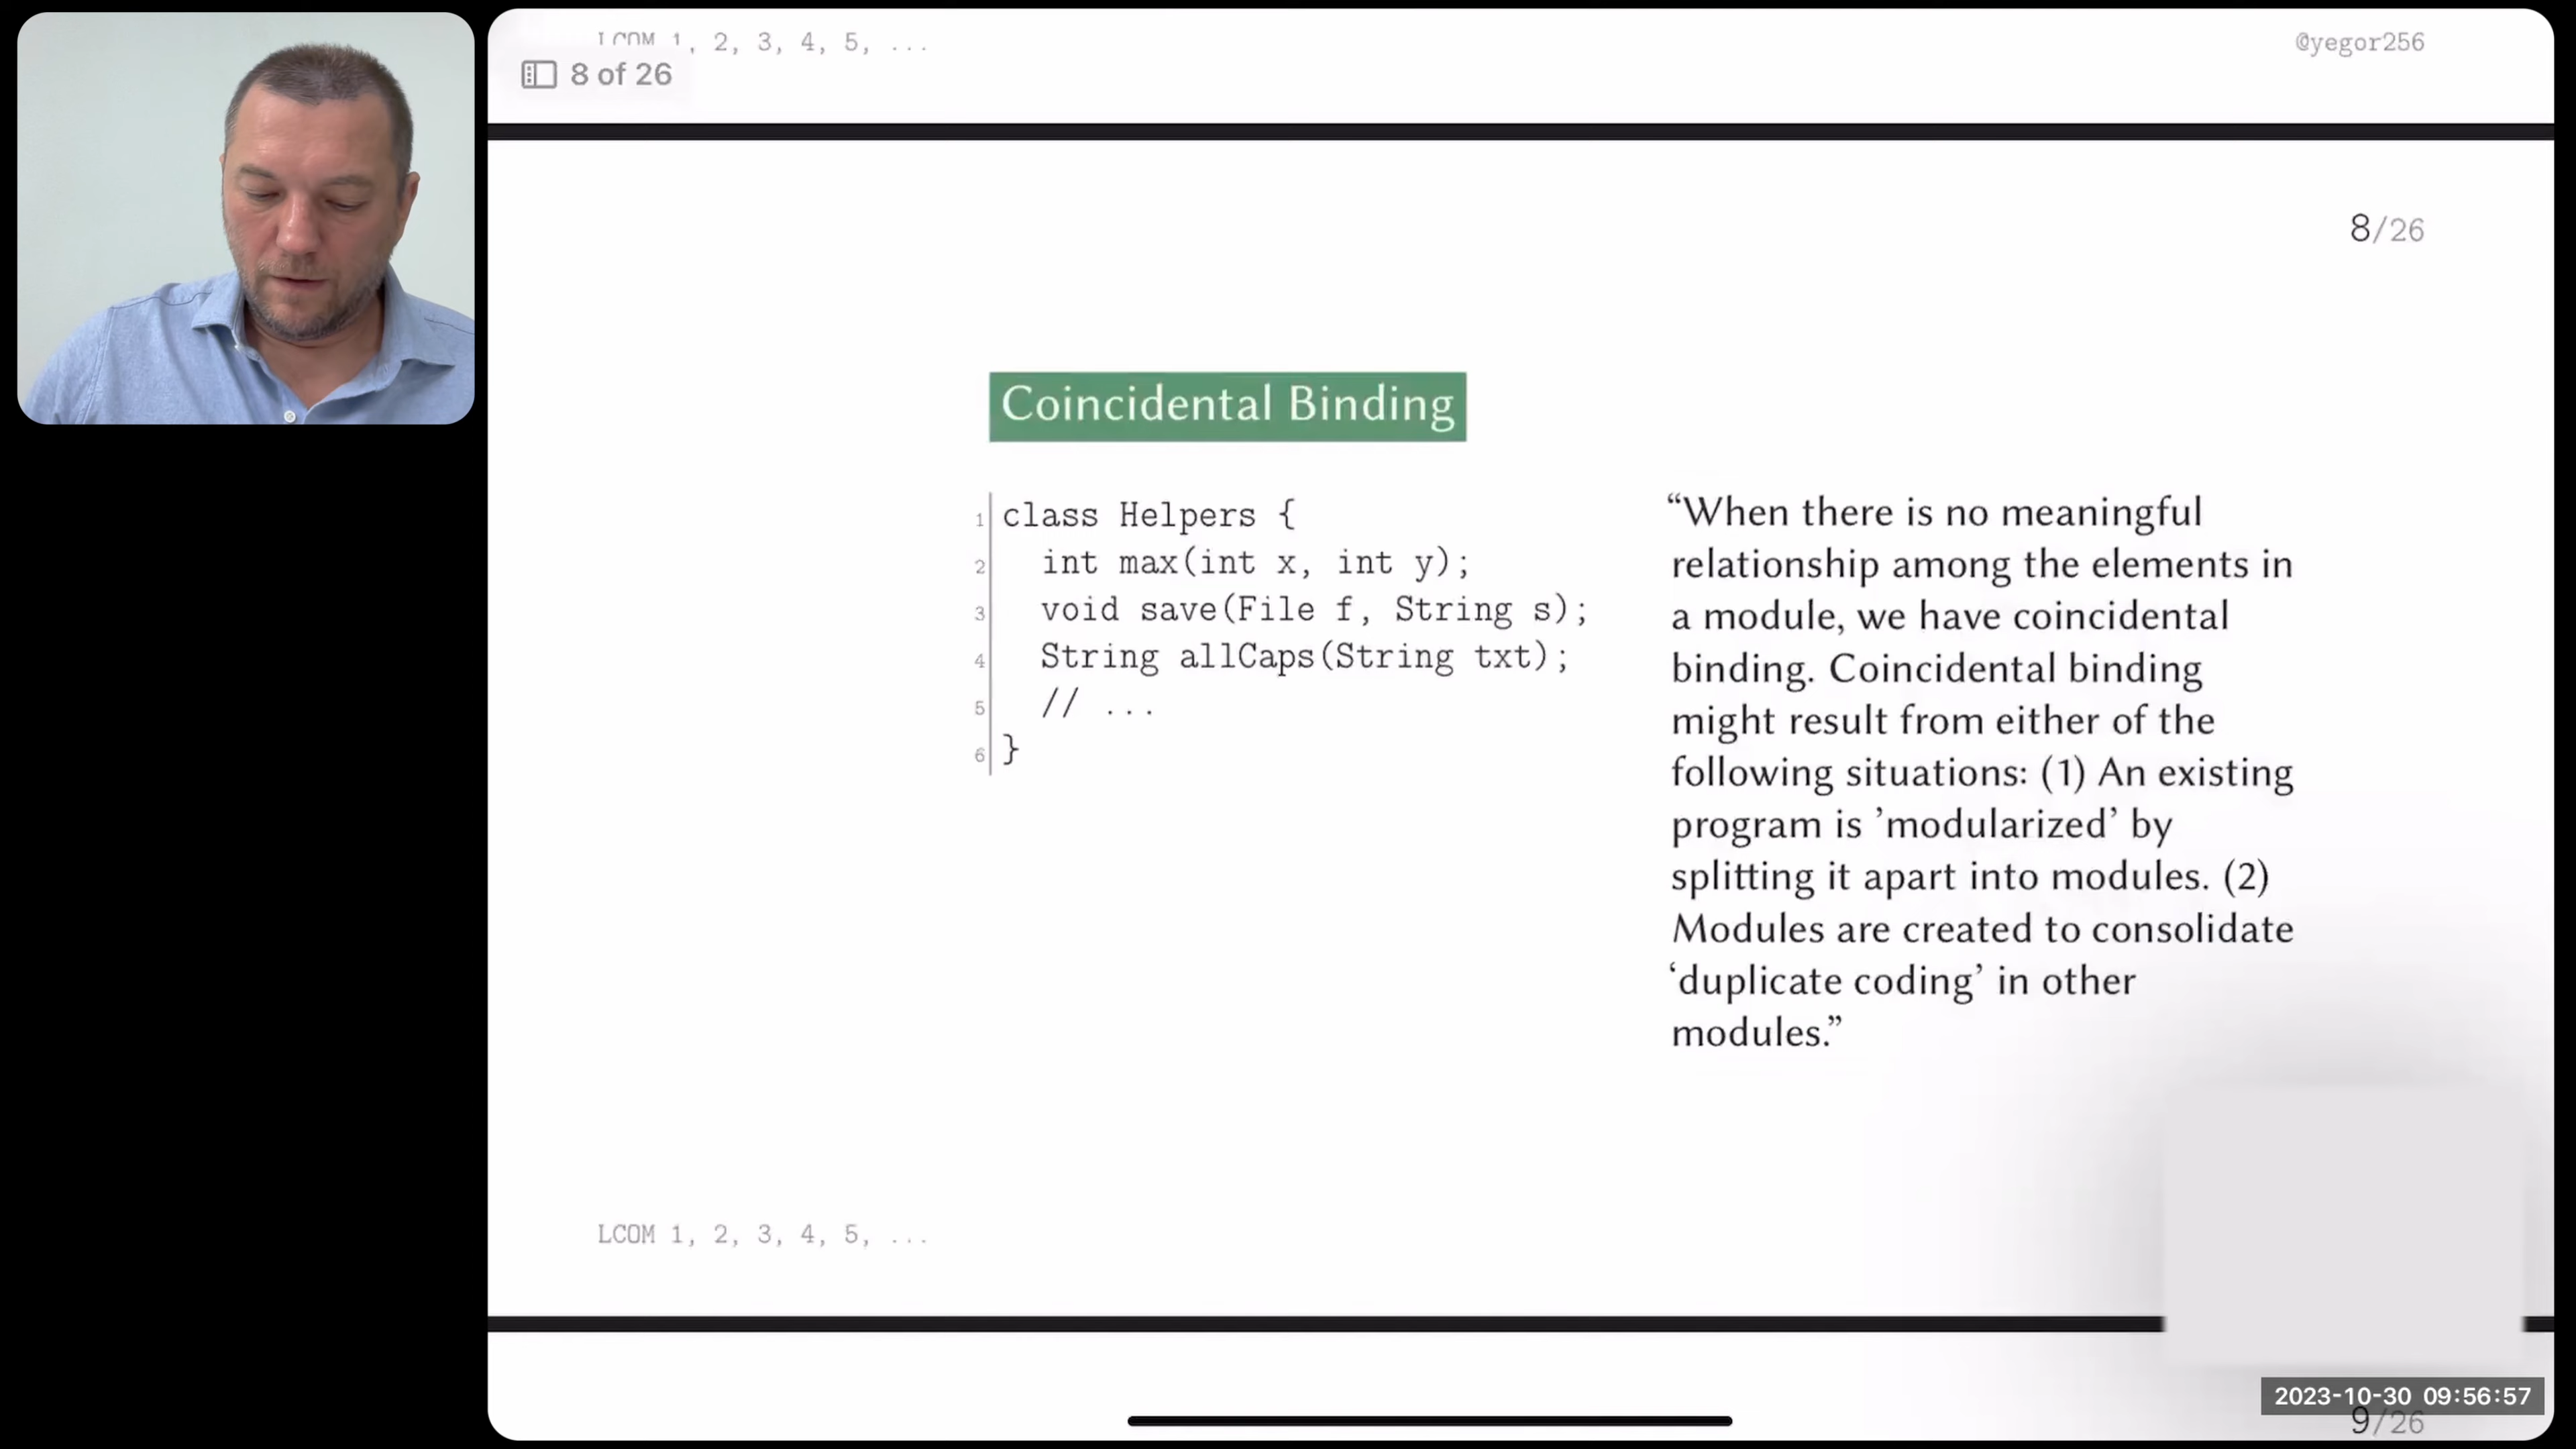 LCOM 1, 2, 3, 4, 5, ...
@yegor256
8 of 26
8/26
Coincidental Binding
1 class Helpers {
2 int max(int x, int y);
3 void save(File f, String s);
4 String allCaps(String txt);
5 // ...
6 }
“When there is no meaningful
relationship among the elements in
a module, we have coincidental
binding. Coincidental binding
might result from either of the
following situations: (1) An existing
program is ’modularized’ by
splitting it apart into modules. (2)
Modules are created to consolidate
‘duplicate coding’ in other
modules.”
LCOM 1, 2, 3, 4, 5, ...
2023-10-30 09:56:57
9/26